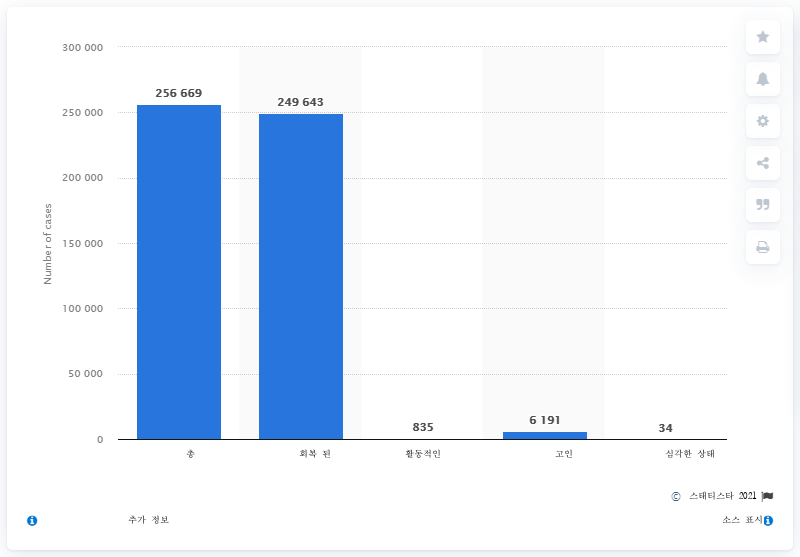 300 000
250 000
200 000
150 000
100 000
50 000
0
Number of cases
256 669
249 643
835
6 191
34
총
회복 된
활동적인
고인
심각한 상태
© 스태티스타 2021
추가 정보
소스 표시